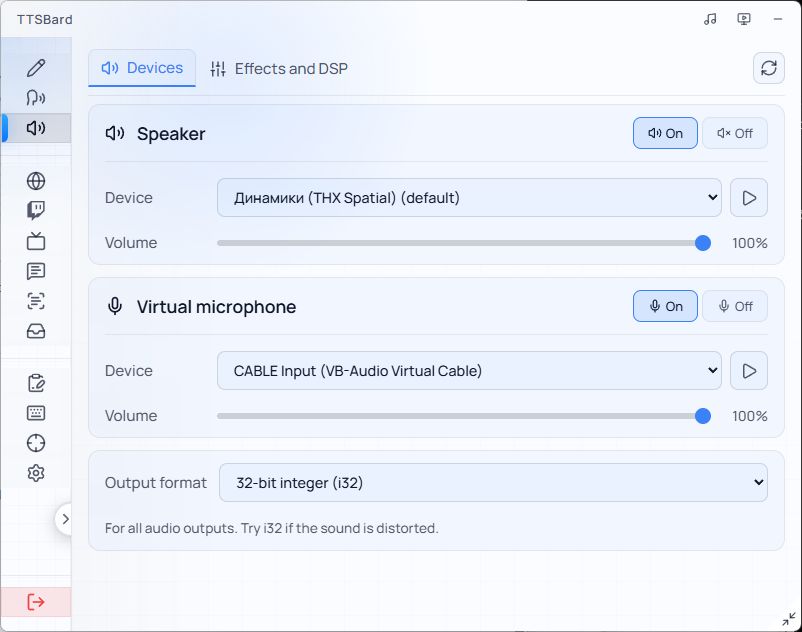 TTSBard
Devices
Effects and DSP
Speaker
On
Off
Device
Динамики (THX Spatial) (default)
Volume
100%
Virtual microphone
On
Off
Device
CABLE Input (VB-Audio Virtual Cable)
Volume
100%
Output format
32-bit integer (i32)
For all audio outputs. Try i32 if the sound is distorted.